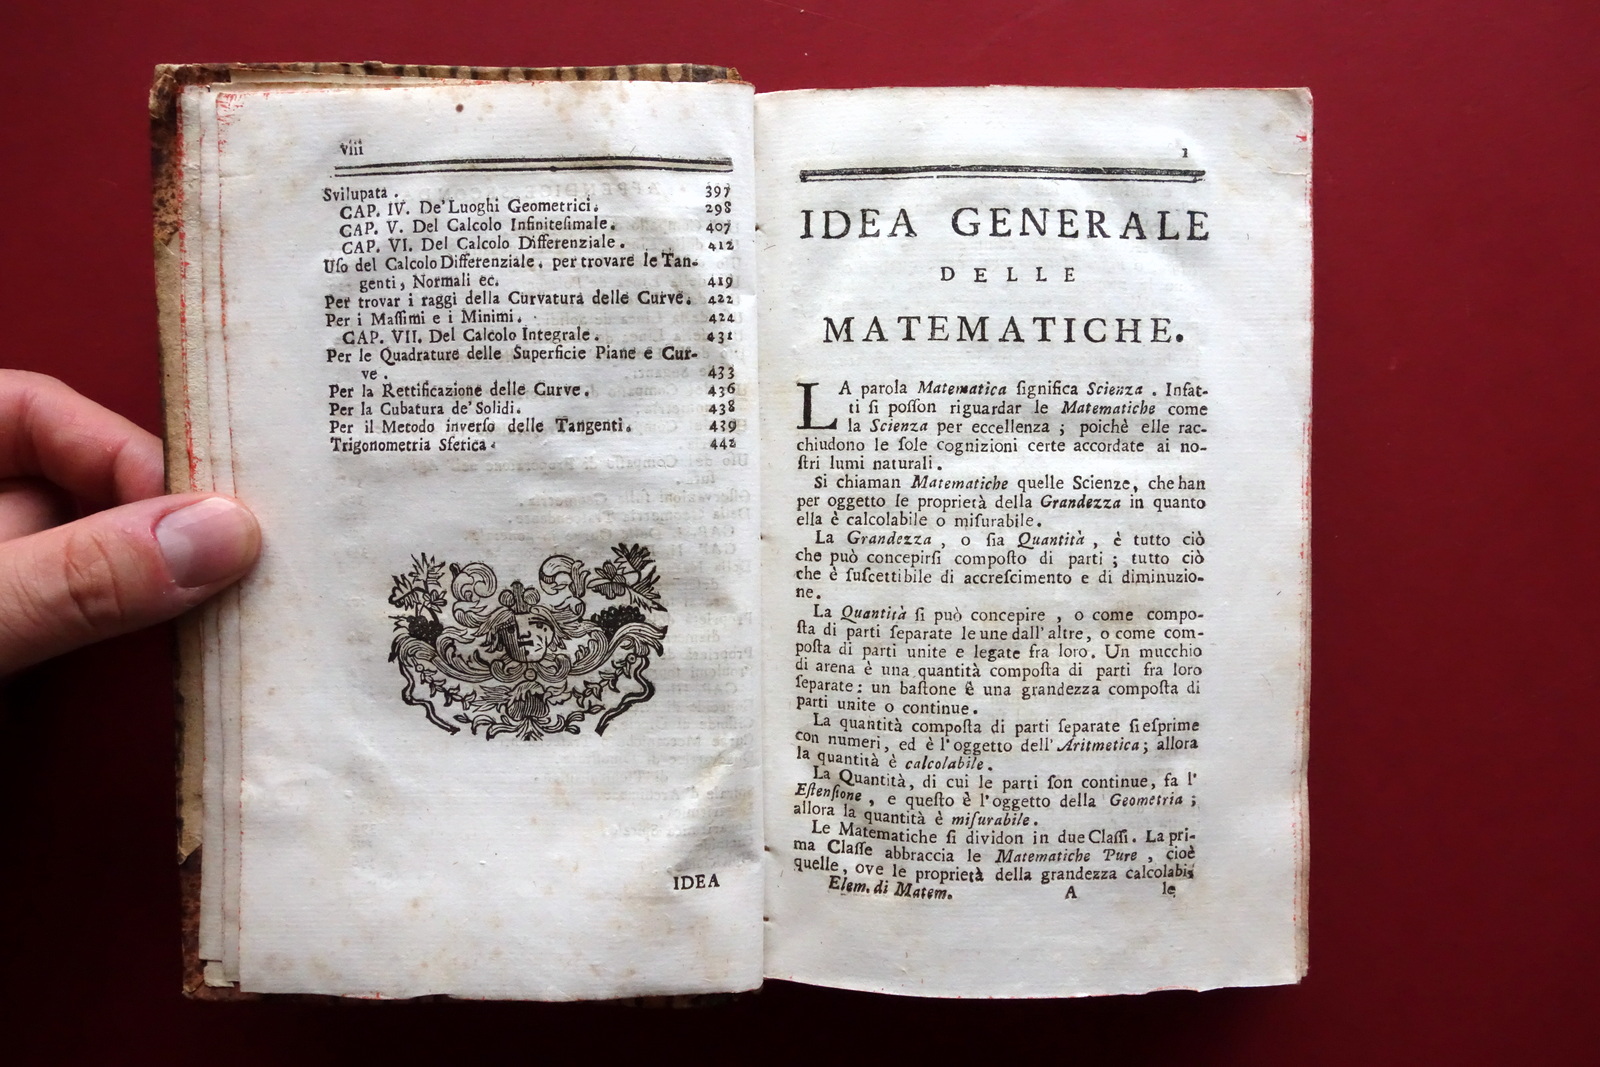 viii
Svilupata . 397
CAP. IV. De' Luoghi Geometrici. 298
CAP. V. Del Calcolo Infiniteſimale. 407
CAP. VI. Del Calcolo Differenziale . 412
Uſo del Calcolo Differenziale . per trovare le Tan-
genti, Normali ec. 419
Per trovar i raggi della Curvatura delle Curve. 422
Per i Maſſimi e i Minimi. 424
CAP. VII. Del Calcolo Integrale . 431
Per le Quadrature delle Superficie Piane e Cur-
ve . 433
Per la Rettificazione delle Curve . 436
Per la Cubatura de' Solidi . 438
Per il Metodo inverſo delle Tangenti. 439
Trigonometria Sferica . 442
IDEA
1
IDEA GENERALE
DELLE
MATEMATICHE.
LA parola Matematica ſignifica Scienza . Infat-
ti ſi poſſon riguardar le Matematiche come
la Scienza per eccellenza ; poichè elle rac-
chiudono le ſole cognizioni certe accordate ai no-
ſtri lumi naturali .
Si chiaman Matematiche quelle Scienze, che han
per oggetto le proprietà della Grandezza in quanto
ella è calcolabile o miſurabile .
La Grandezza , o ſia Quantità , è tutto ciò
che può concepirſi compoſto di parti ; tutto ciò
che è ſuſcettibile di accreſcimento e di diminuzio-
ne .
La Quantità ſi può concepire , o come compo-
ſta di parti ſeparate le une dall' altre , o come com-
poſta di parti unite e legate fra loro . Un mucchio
di arena è una quantità compoſta di parti fra loro
ſeparate : un baſtone è una grandezza compoſta di
parti unite o continue .
La quantità compoſta di parti ſeparate ſi eſprime
con numeri, ed è l'oggetto dell' Aritmetica ; allora
la quantità è calcolabile .
La Quantità, di cui le parti ſon continue, fa l'
Eſtenſione , e queſto è l'oggetto della Geometria ;
allora la quantità è miſurabile .
Le Matematiche ſi dividon in due Claſſi . La pri-
ma Claſſe abbraccia le Matematiche Pure , cioè
quelle, ove le proprietà della grandezza calcolabi-
Elem. di Matem. A le